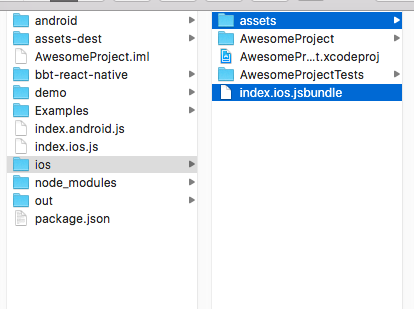 android
assets-dest
AwesomeProject.iml
bbt-react-native
demo
Examples
index.android.js
index.ios.js
ios
node_modules
out
package.json
assets
AwesomeProject
AwesomePr...t.xcodeproj
AwesomeProjectTests
index.ios.jsbundle